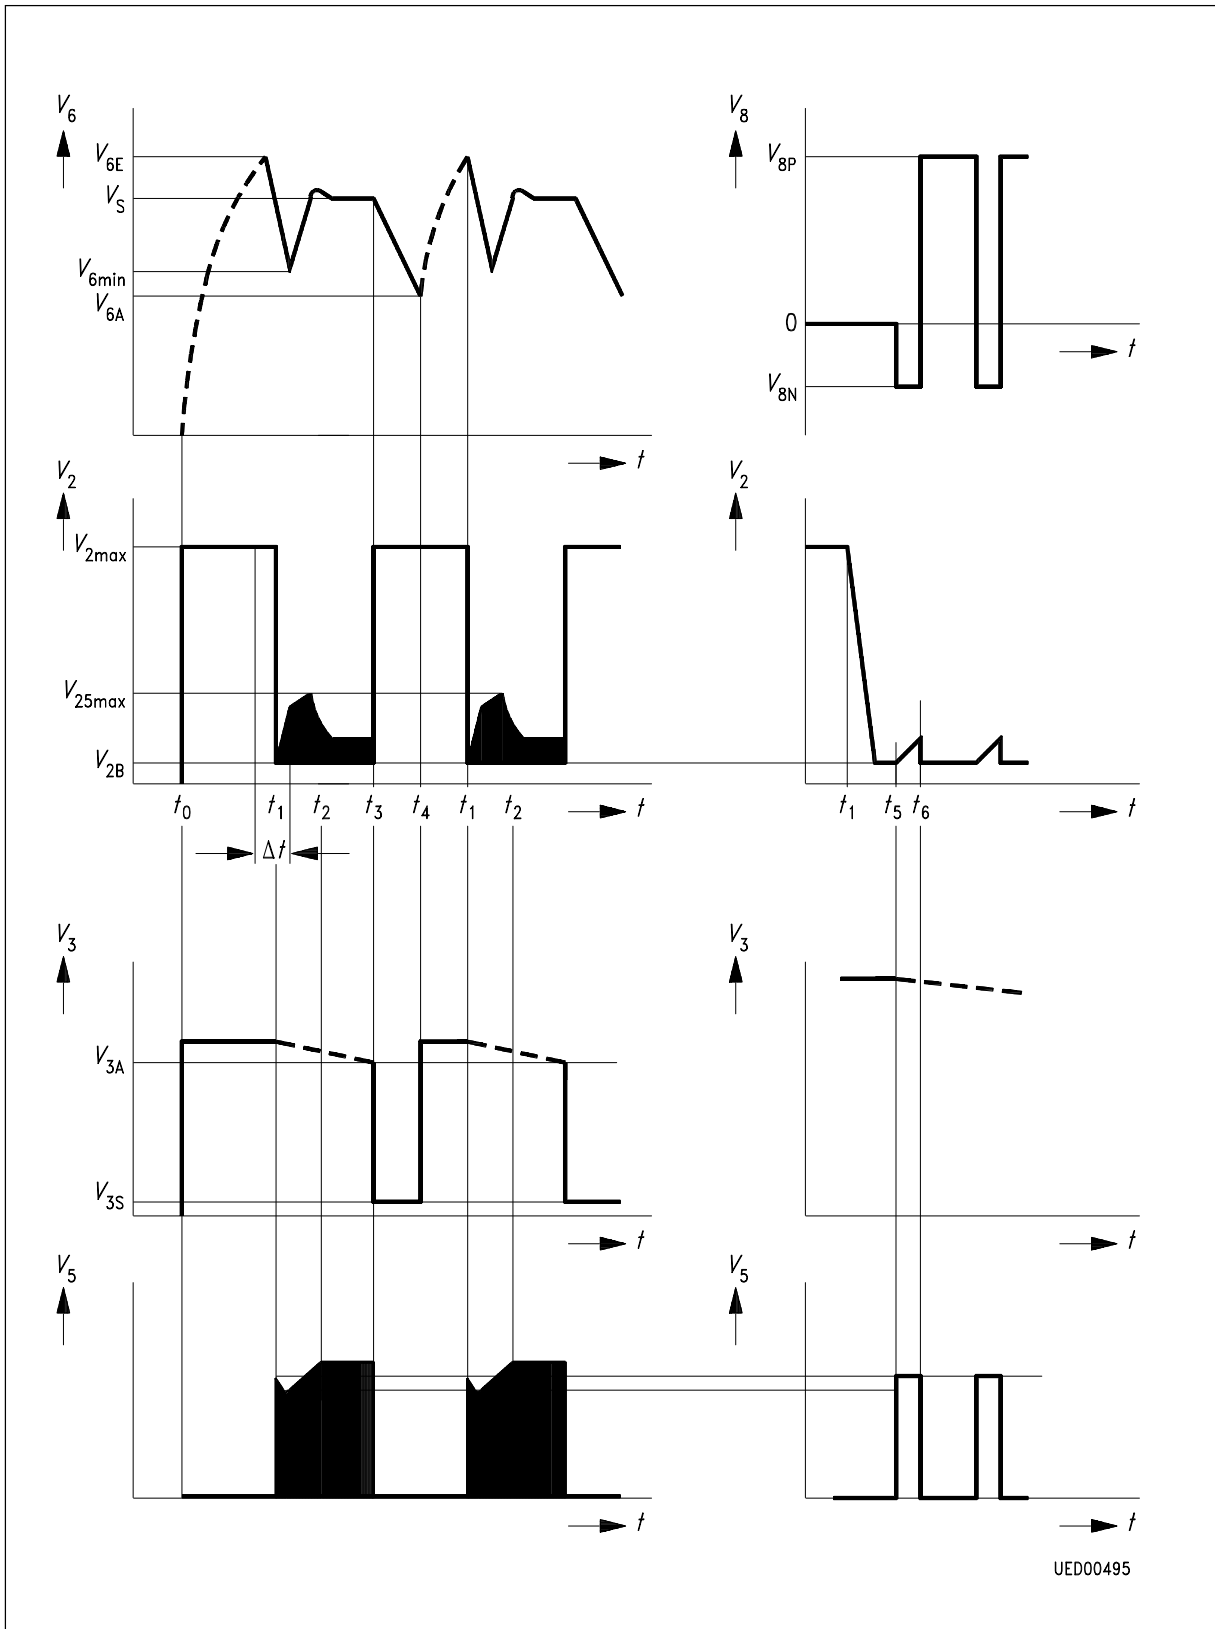 V6
V6E
VS
V6min
V6A
t
V8
V8P
0
V8N
t
V2
V2max
V25max
V2B
t0 t1 t2 t3 t4 t1 t2 t
Δt
V2
t1 t5 t6 t
V3
V3A
V3S
t
V3
t
V5
t
V5
t
UED00495